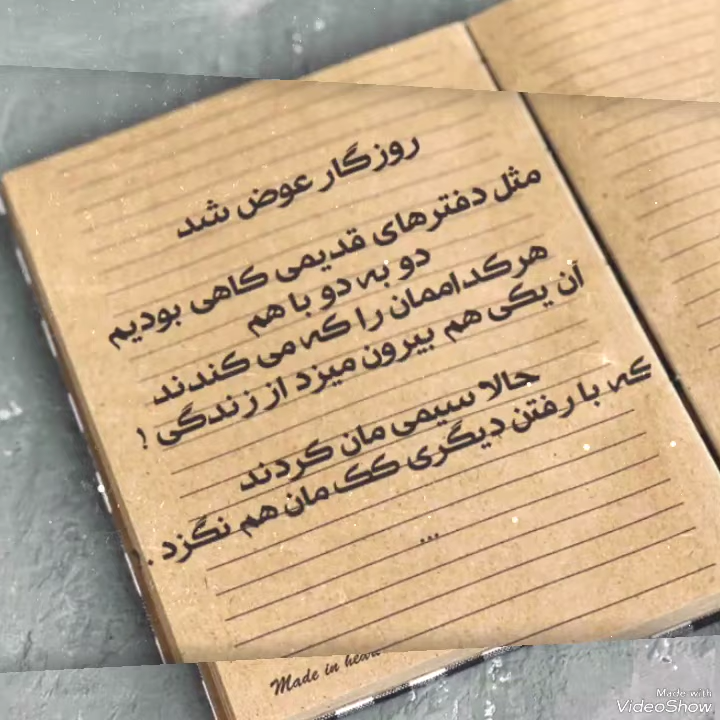 روزگار عوض شد
مثل دفترهای قدیمی کاهی بودیم
دو به دو با هم
هرکداممان را که می کندند
آن یکی هم بیرون میزد از زندگی !
حالا سیمی مان کردند
که با رفتن دیگری کک مان هم نگزد .!
...
Made in heart
Made with
VideoShow